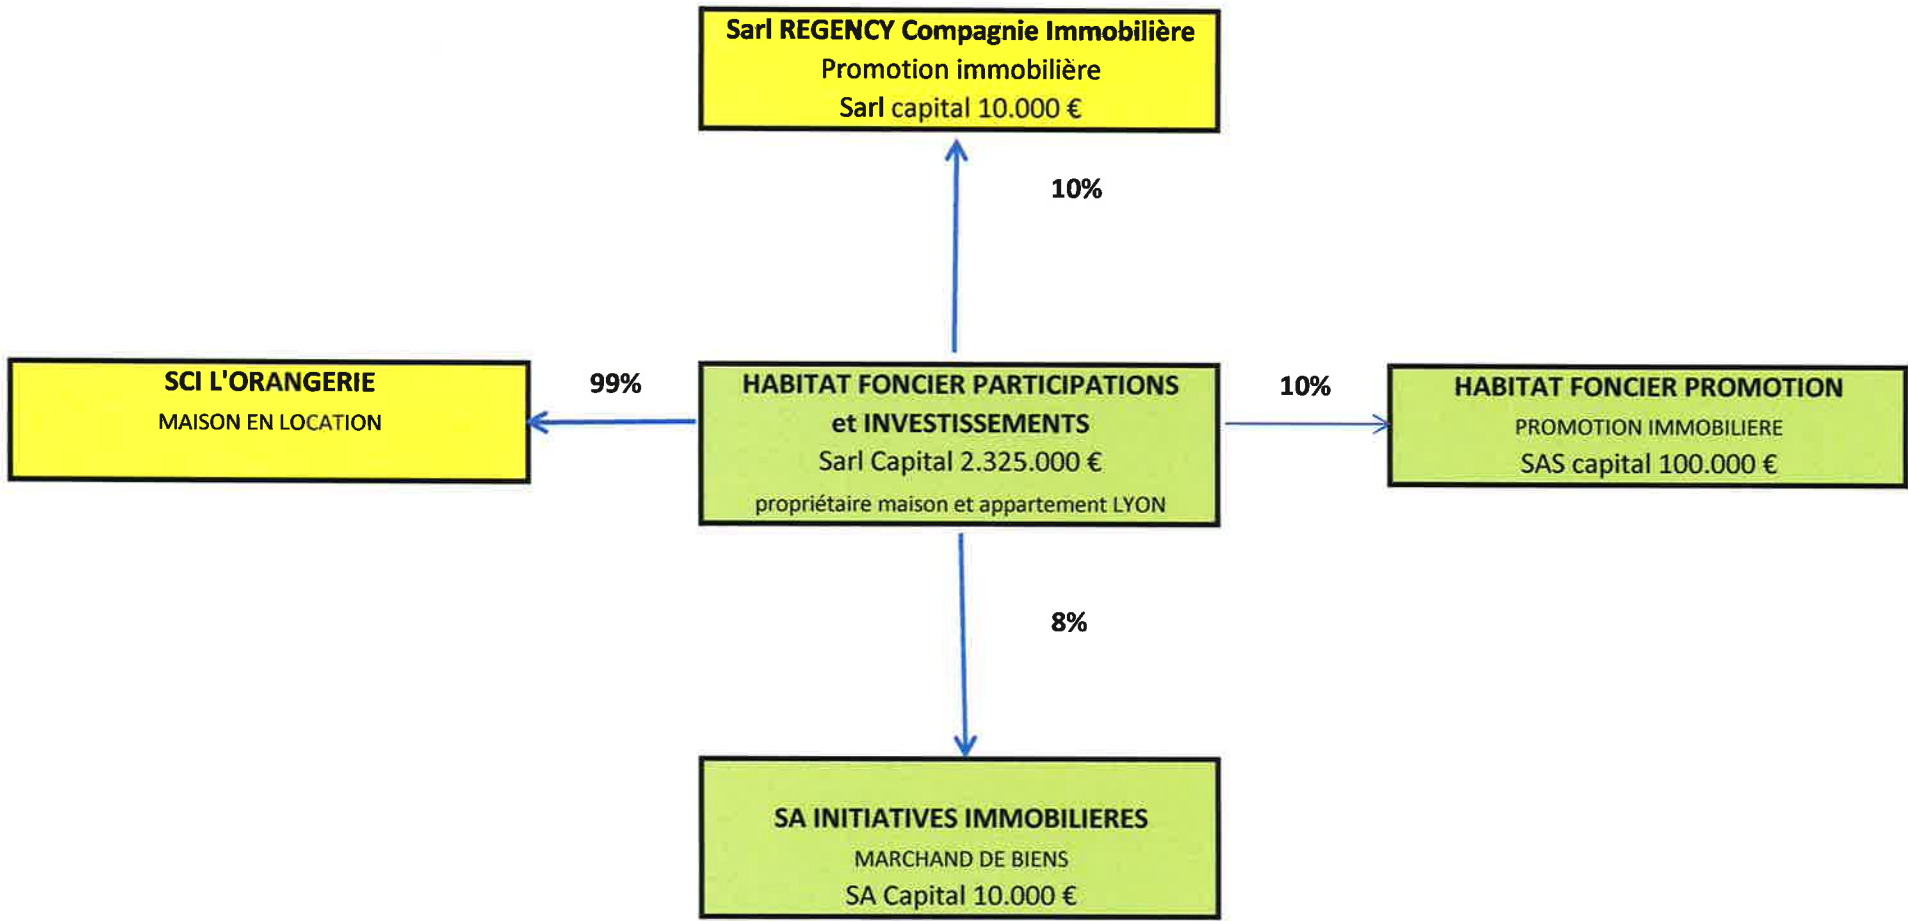 Sarl REGENCY Compagnie Immobilière
Promotion immobilière
Sarl capital 10.000 €
10%
SCI L'ORANGERIE
MAISON EN LOCATION
99%
HABITAT FONCIER PARTICIPATIONS
et INVESTISSEMENTS
Sarl Capital 2.325.000 €
propriétaire maison et appartement LYON
10%
HABITAT FONCIER PROMOTION
PROMOTION IMMOBILIERE
SAS capital 100.000 €
8%
SA INITIATIVES IMMOBILIERES
MARCHAND DE BIENS
SA Capital 10.000 €